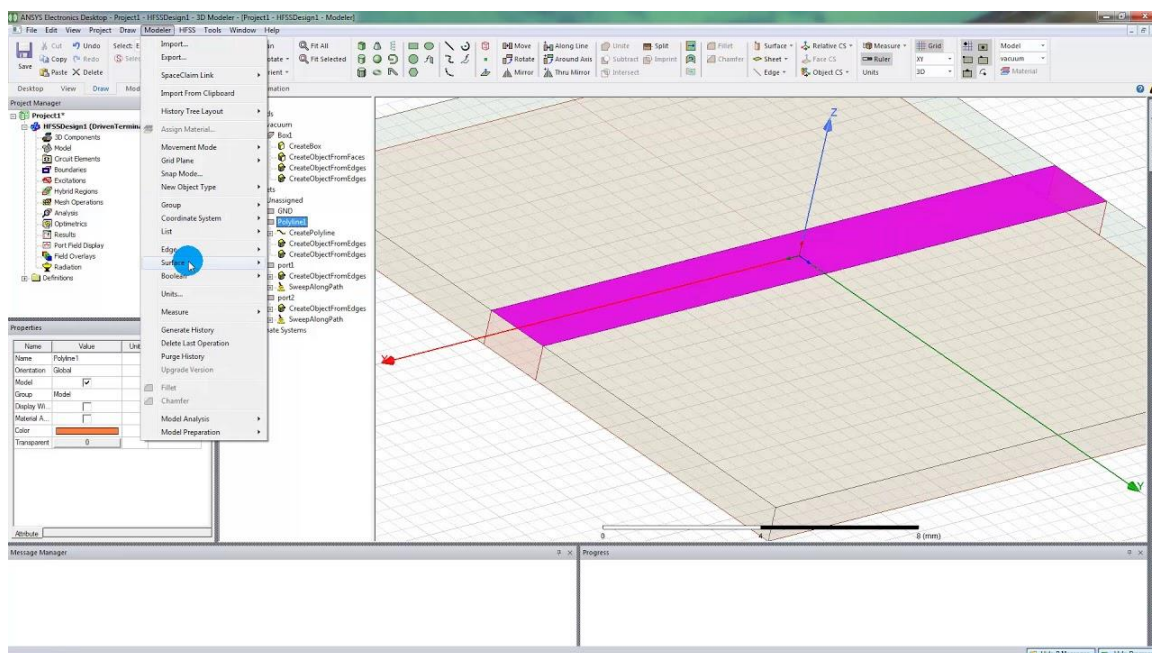 ANSYS Electronics Desktop - Project1 - HFSSDesign1 - 3D Modeler - [Project1 - HFSSDesign1 - Modeler]
File Edit View Project Draw Modeler HFSS Tools Window Help
Save
Cut Undo Select: E
Copy Redo
Paste Delete
Fit All
Fit Selected
Move Along Line Unite Split Fillet Surface Relative CS Measure Grid Model
Rotate Around Axis Subtract Imprint Chamfer Sheet Face CS Ruler XY vacuum
Mirror Thru Mirror Intersect Edge Object CS Units 3D Material
Desktop View Draw
Import...
Export...
SpaceClaim Link
Import From Clipboard
History Tree Layout
Assign Material...
Movement Mode
Grid Plane
Snap Mode...
New Object Type
Group
Coordinate System
List
Edge
Surface
Boolean
Units...
Measure
Generate History
Delete Last Operation
Purge History
Upgrade Version
Fillet
Chamfer
Model Analysis
Model Preparation
Project Manager
Project1*
HFSSDesign1 (DrivenTermina
3D Components
Model
Circuit Elements
Boundaries
Excitations
Hybrid Regions
Mesh Operations
Analysis
Optimetrics
Results
Port Field Display
Field Overlays
Radiation
Definitions
Box1
CreateBox
CreateObjectFromFaces
CreateObjectFromEdges
CreateObjectFromEdges
Unassigned
GND
Polyline1
CreatePolyline
CreateObjectFromEdges
CreateObjectFromEdges
port1
CreateObjectFromEdges
SweepAlongPath
port2
CreateObjectFromEdges
SweepAlongPath
nate Systems
Properties
Name Value Unit
Name Polyline1
Orientation Global
Model
Group Model
Display Wi...
Material A...
Color
Transparent 0
Attribute
Z
X
Y
0 4 8 (mm)
Message Manager
Progress